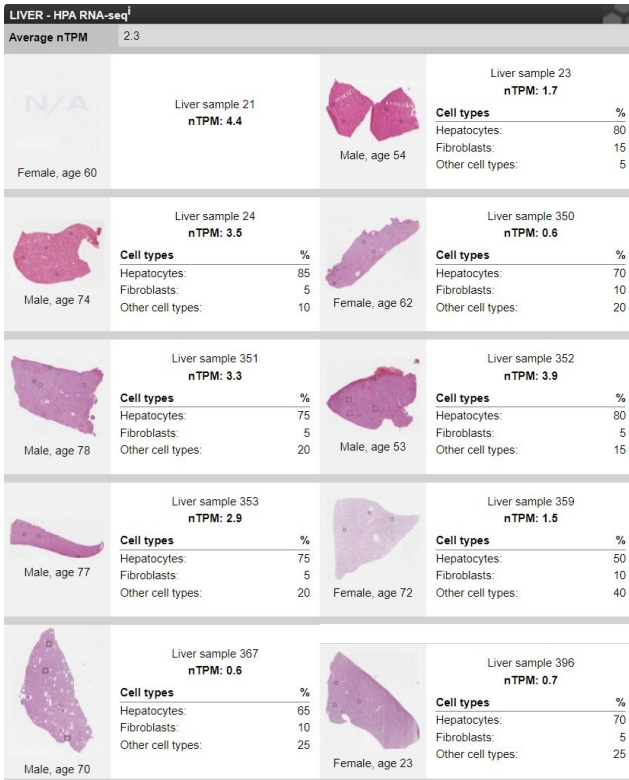 LIVER - HPA RNA-seqⁱ
Average nTPM 2.3
N/A
Female, age 60
Liver sample 21
nTPM: 4.4
Male, age 54
Liver sample 23
nTPM: 1.7
Cell types %
Hepatocytes: 80
Fibroblasts: 15
Other cell types: 5
Male, age 74
Liver sample 24
nTPM: 3.5
Cell types %
Hepatocytes: 85
Fibroblasts: 5
Other cell types: 10
Female, age 62
Liver sample 350
nTPM: 0.6
Cell types %
Hepatocytes: 70
Fibroblasts: 10
Other cell types: 20
Male, age 78
Liver sample 351
nTPM: 3.3
Cell types %
Hepatocytes: 75
Fibroblasts: 5
Other cell types: 20
Male, age 53
Liver sample 352
nTPM: 3.9
Cell types %
Hepatocytes: 80
Fibroblasts: 5
Other cell types: 15
Male, age 77
Liver sample 353
nTPM: 2.9
Cell types %
Hepatocytes: 75
Fibroblasts: 5
Other cell types: 20
Female, age 72
Liver sample 359
nTPM: 1.5
Cell types %
Hepatocytes: 50
Fibroblasts: 10
Other cell types: 40
Male, age 70
Liver sample 367
nTPM: 0.6
Cell types %
Hepatocytes: 65
Fibroblasts: 10
Other cell types: 25
Female, age 23
Liver sample 396
nTPM: 0.7
Cell types %
Hepatocytes: 70
Fibroblasts: 5
Other cell types: 25